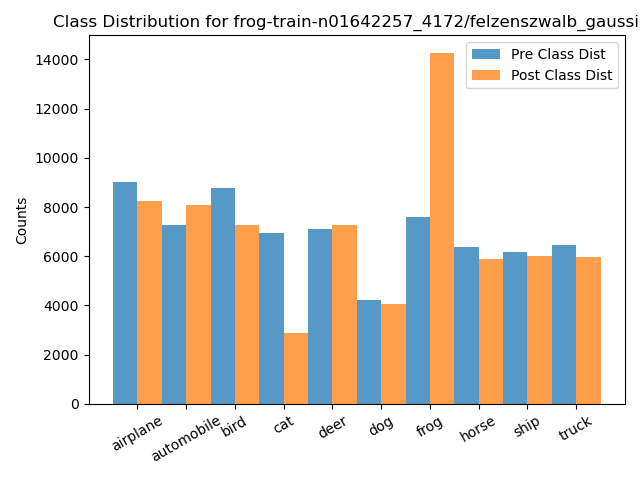 Class Distribution for frog-train-n01642257_4172/felzenszwalb_gaussi
Pre Class Dist
Post Class Dist
14000
12000
10000
8000
6000
4000
2000
0
Counts
airplane
automobile
bird
cat
deer
dog
frog
horse
ship
truck